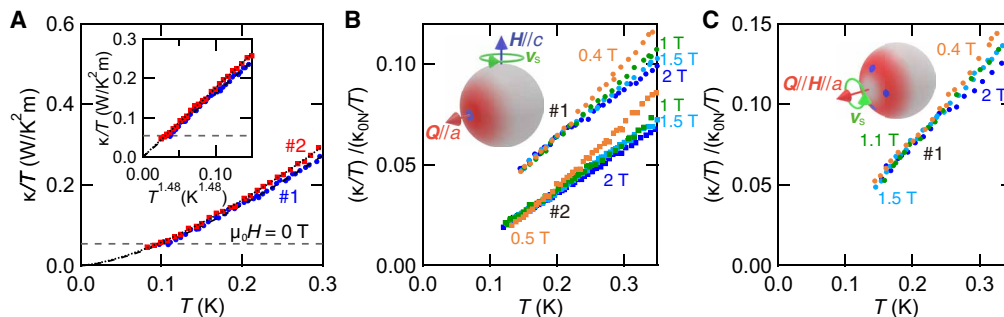 A
κ/T (W/K²m)
0.6
0.4
0.2
0.0
0.0
0.1
0.2
0.3
T (K)
κ/T (W/K²m)
0.3
0.2
0.1
0.0
0.00
0.10
T^1.48(K^1.48)
#2
#1
μ₀H = 0 T
B
(κ/T) /(κ₀N/T)
0.10
0.05
0.00
0.0
0.1
0.2
0.3
T (K)
H//c
vs
Q//a
0.4 T
1 T
1.5 T
2 T
#1
1 T
1.5 T
2 T
#2
0.5 T
C
(κ/T) /(κ₀N/T)
0.15
0.10
0.05
0.00
0.0
0.1
0.2
0.3
T (K)
Q//H//a
vs
0.4 T
2 T
1.1 T
#1
1.5 T